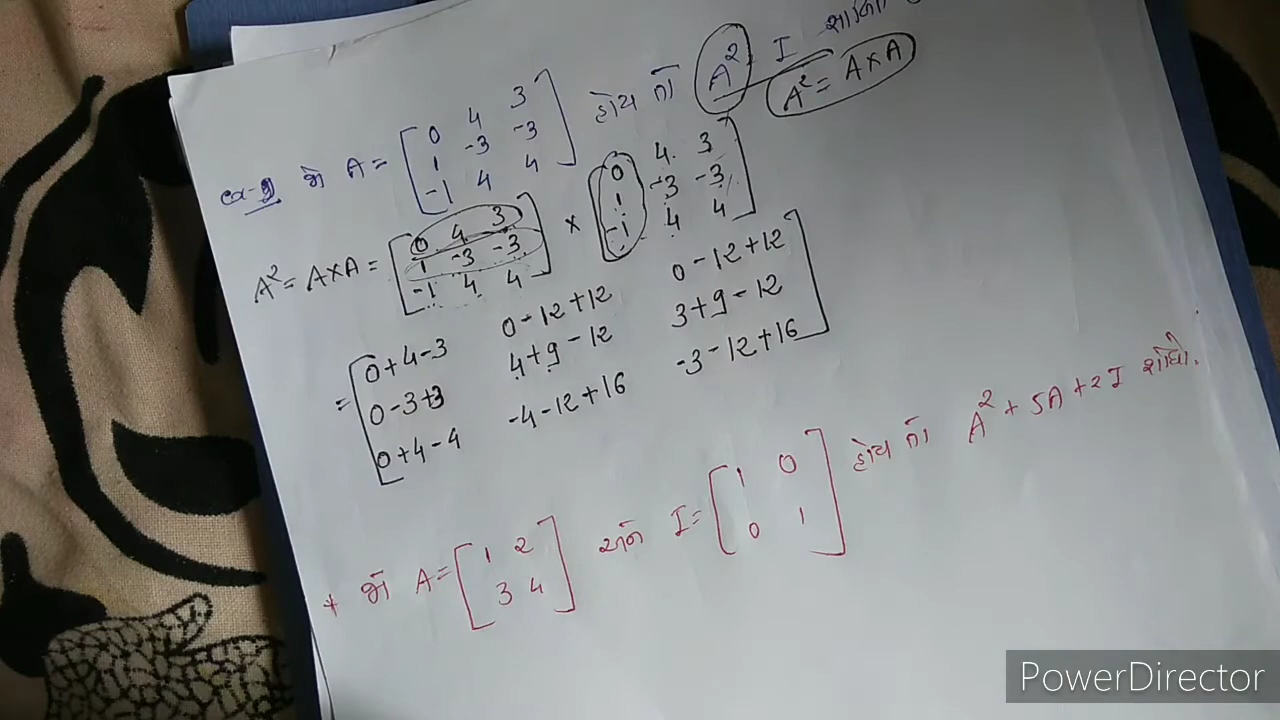 ex-૭ જો A = [ 0 4 3 હોય તો A² I
1 -3 -3
-1 4 4 ]
A² = A×A
A² = A×A = [ 0 4 3 × [ 0 4 3
1 -3 -3 1 -3 -3
-1 4 4 ] -1 4 4 ]
= [ 0+4-3 0-12+12 0-12+12
0-3+3 4+9-12 3+9-12
0+4-4 -4-12+16 -3-12+16 ]
* જો A = [ 1 2 અને I = [ 1 0 હોય તો A² + 5A + 2I શોધો.
3 4 ] 0 1 ]
PowerDirector